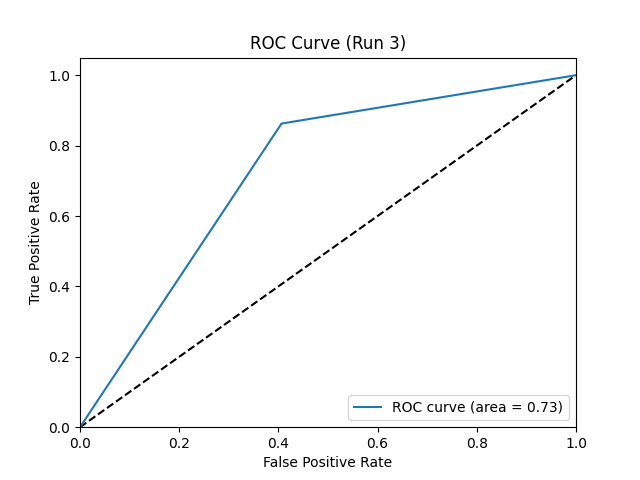 ROC Curve (Run 3)
1.0
0.8
0.6
0.4
0.2
0.0
True Positive Rate
ROC curve (area = 0.73)
0.0 0.2 0.4 0.6 0.8 1.0
False Positive Rate